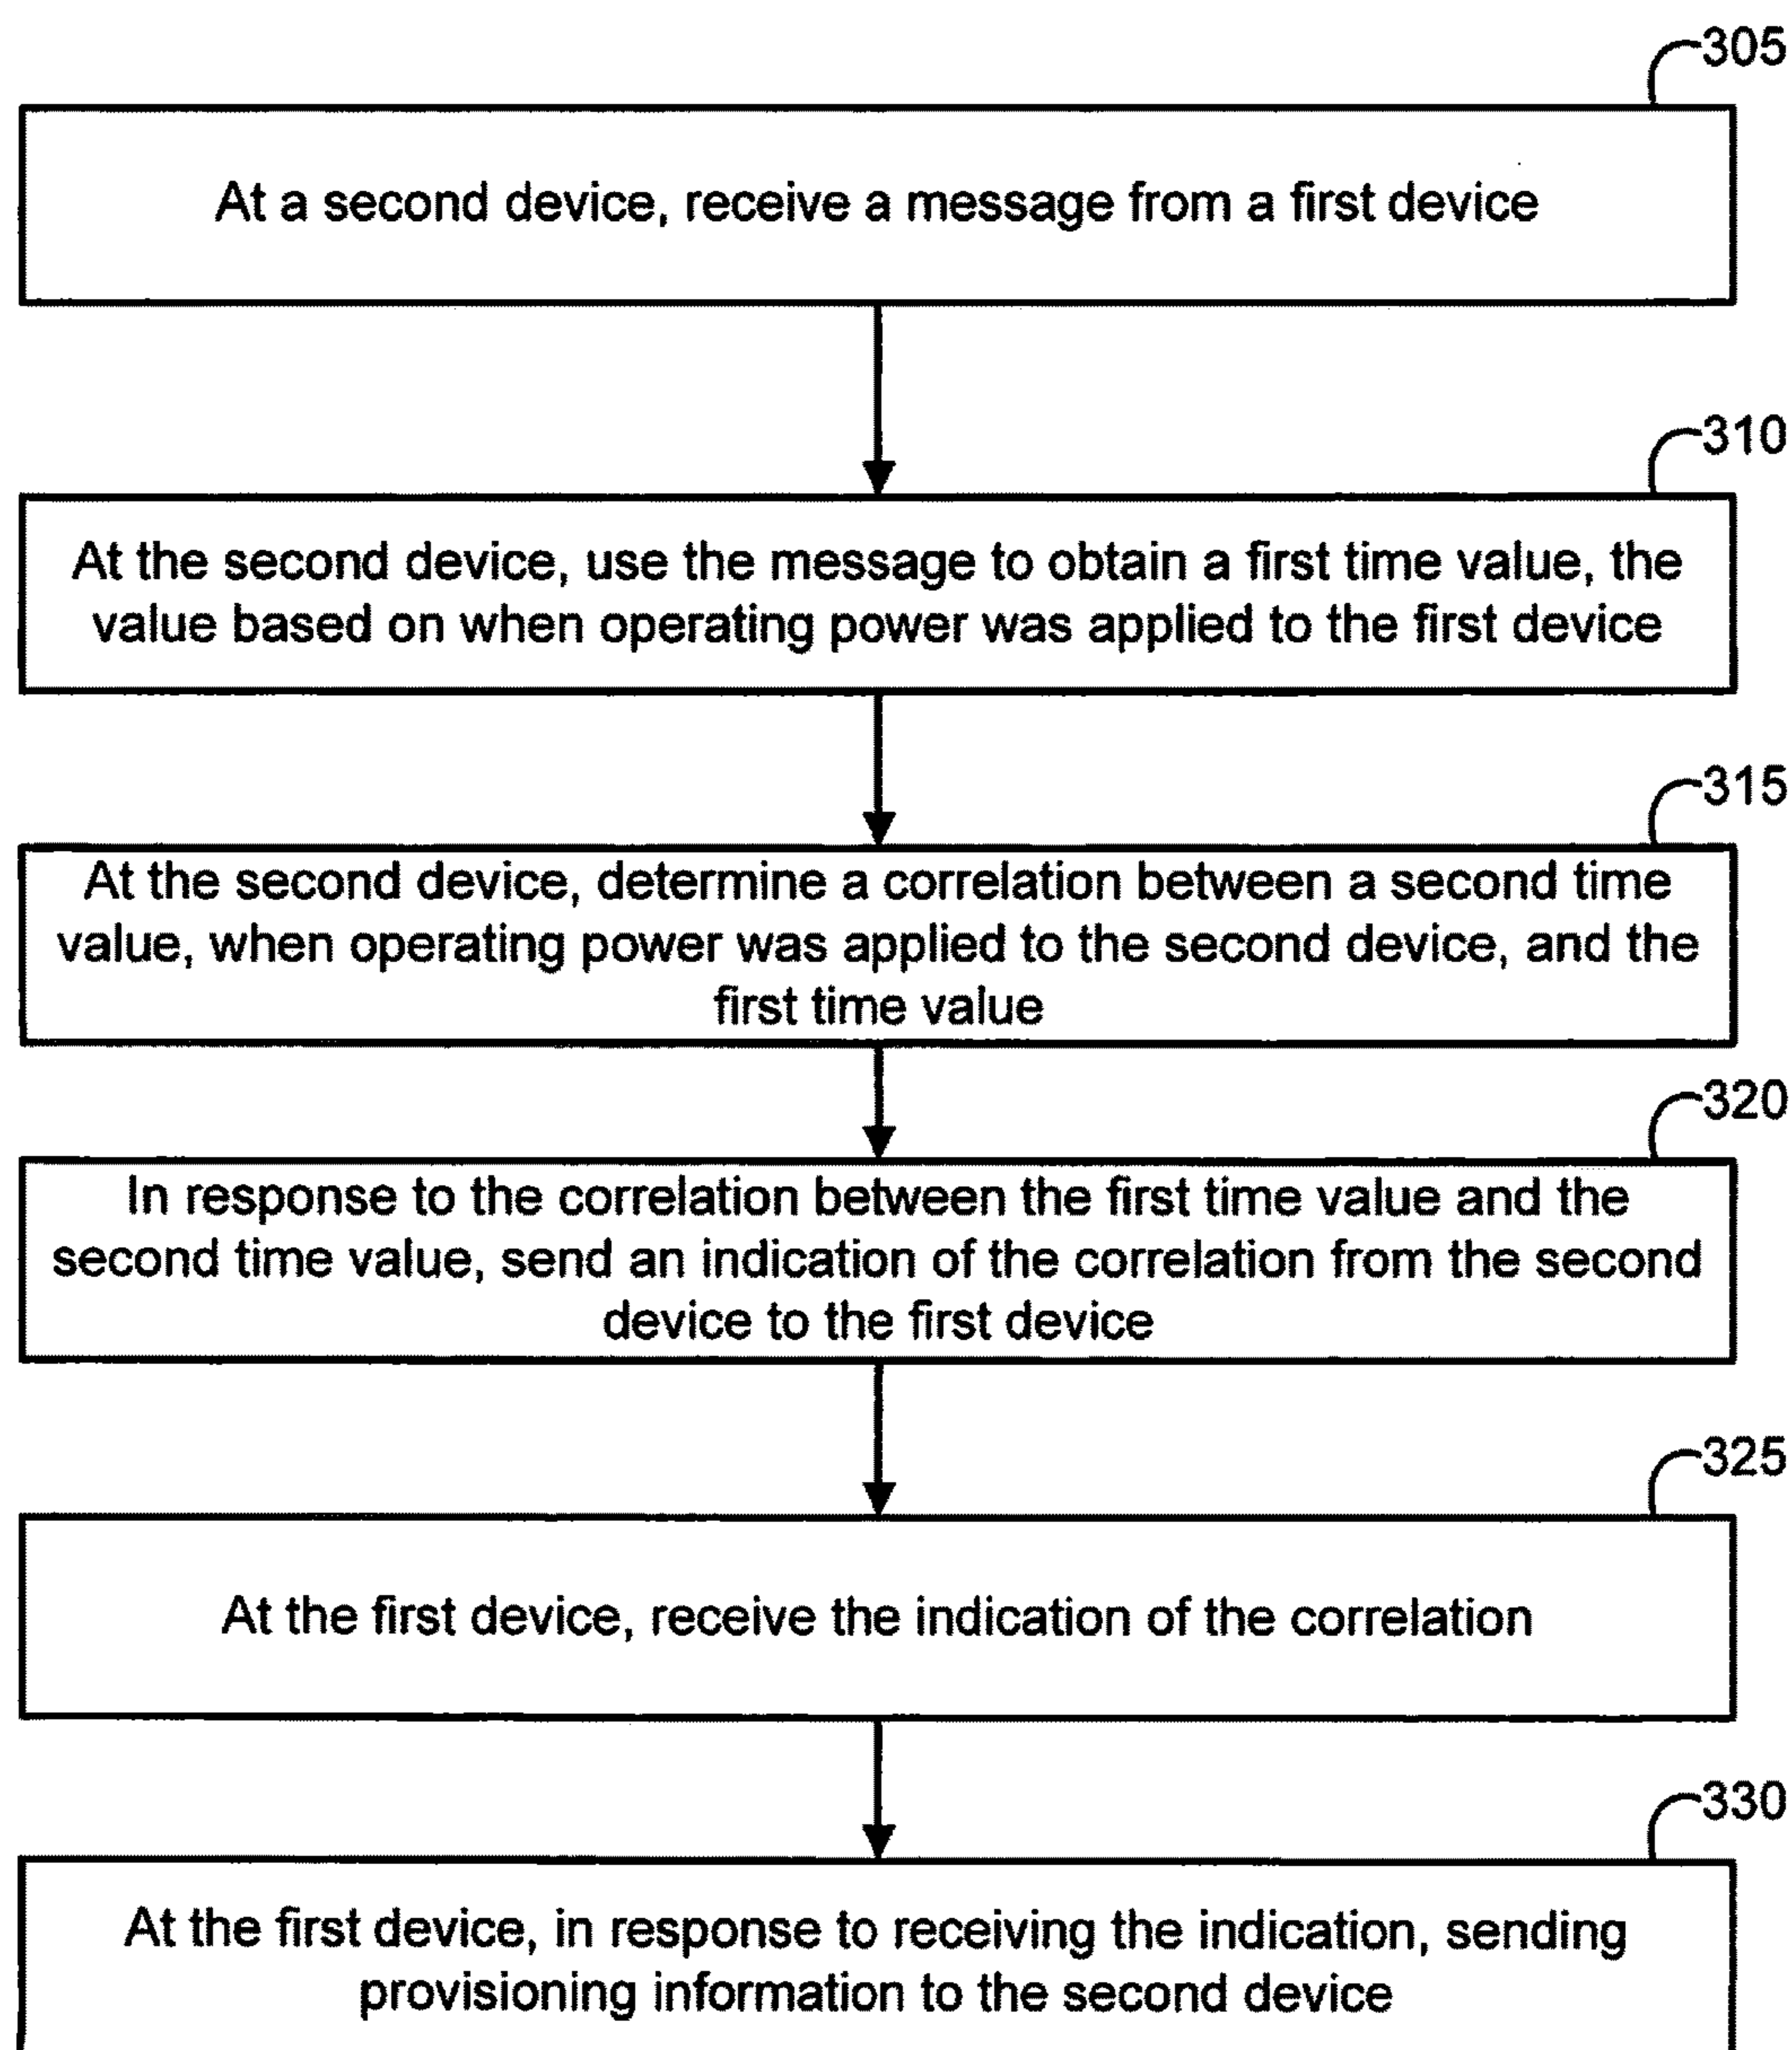 305
At a second device, receive a message from a first device
310
At the second device, use the message to obtain a first time value, the
value based on when operating power was applied to the first device
315
At the second device, determine a correlation between a second time
value, when operating power was applied to the second device, and the
first time value
320
In response to the correlation between the first time value and the
second time value, send an indication of the correlation from the second
device to the first device
325
At the first device, receive the indication of the correlation
330
At the first device, in response to receiving the indication, sending
provisioning information to the second device